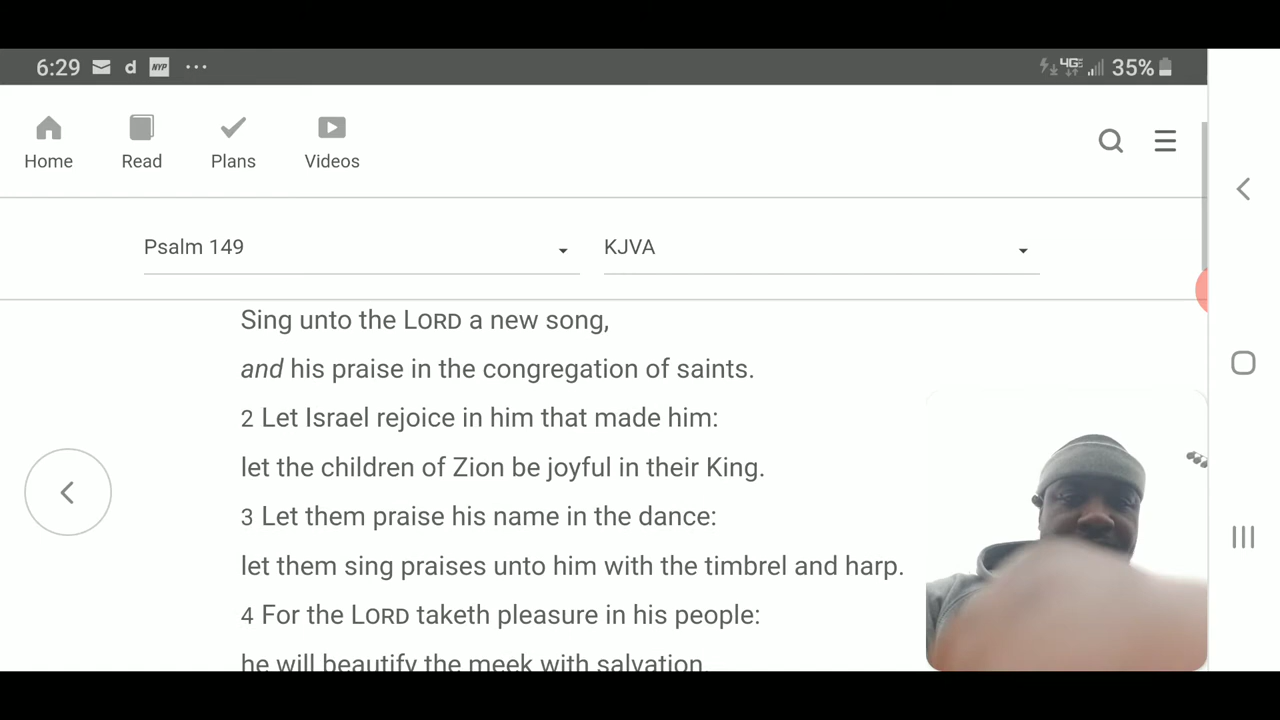 6:29 d NYP ... 4G 35%
Home Read Plans Videos
Psalm 149 KJVA
Sing unto the LORD a new song,
and his praise in the congregation of saints.
2 Let Israel rejoice in him that made him:
let the children of Zion be joyful in their King.
3 Let them praise his name in the dance:
let them sing praises unto him with the timbrel and harp.
4 For the LORD taketh pleasure in his people:
he will beautify the meek with salvation.